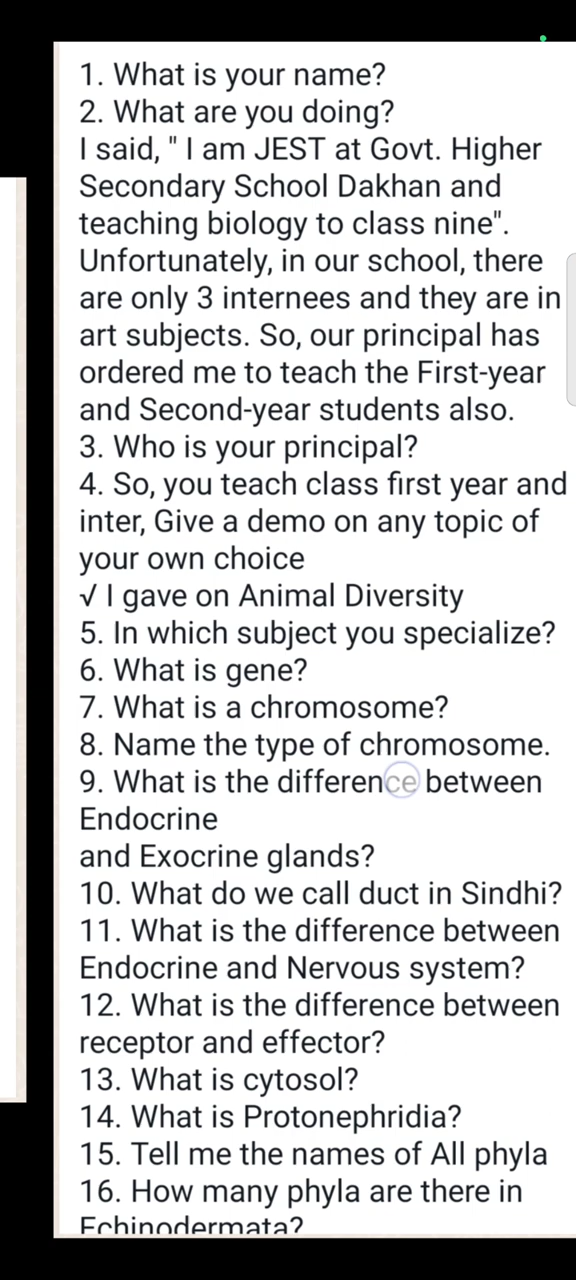 1. What is your name?
2. What are you doing?
I said, " I am JEST at Govt. Higher
Secondary School Dakhan and
teaching biology to class nine".
Unfortunately, in our school, there
are only 3 internees and they are in
art subjects. So, our principal has
ordered me to teach the First-year
and Second-year students also.
3. Who is your principal?
4. So, you teach class first year and
inter, Give a demo on any topic of
your own choice
√ I gave on Animal Diversity
5. In which subject you specialize?
6. What is gene?
7. What is a chromosome?
8. Name the type of chromosome.
9. What is the difference between
Endocrine
and Exocrine glands?
10. What do we call duct in Sindhi?
11. What is the difference between
Endocrine and Nervous system?
12. What is the difference between
receptor and effector?
13. What is cytosol?
14. What is Protonephridia?
15. Tell me the names of All phyla
16. How many phyla are there in
Echinodermata?